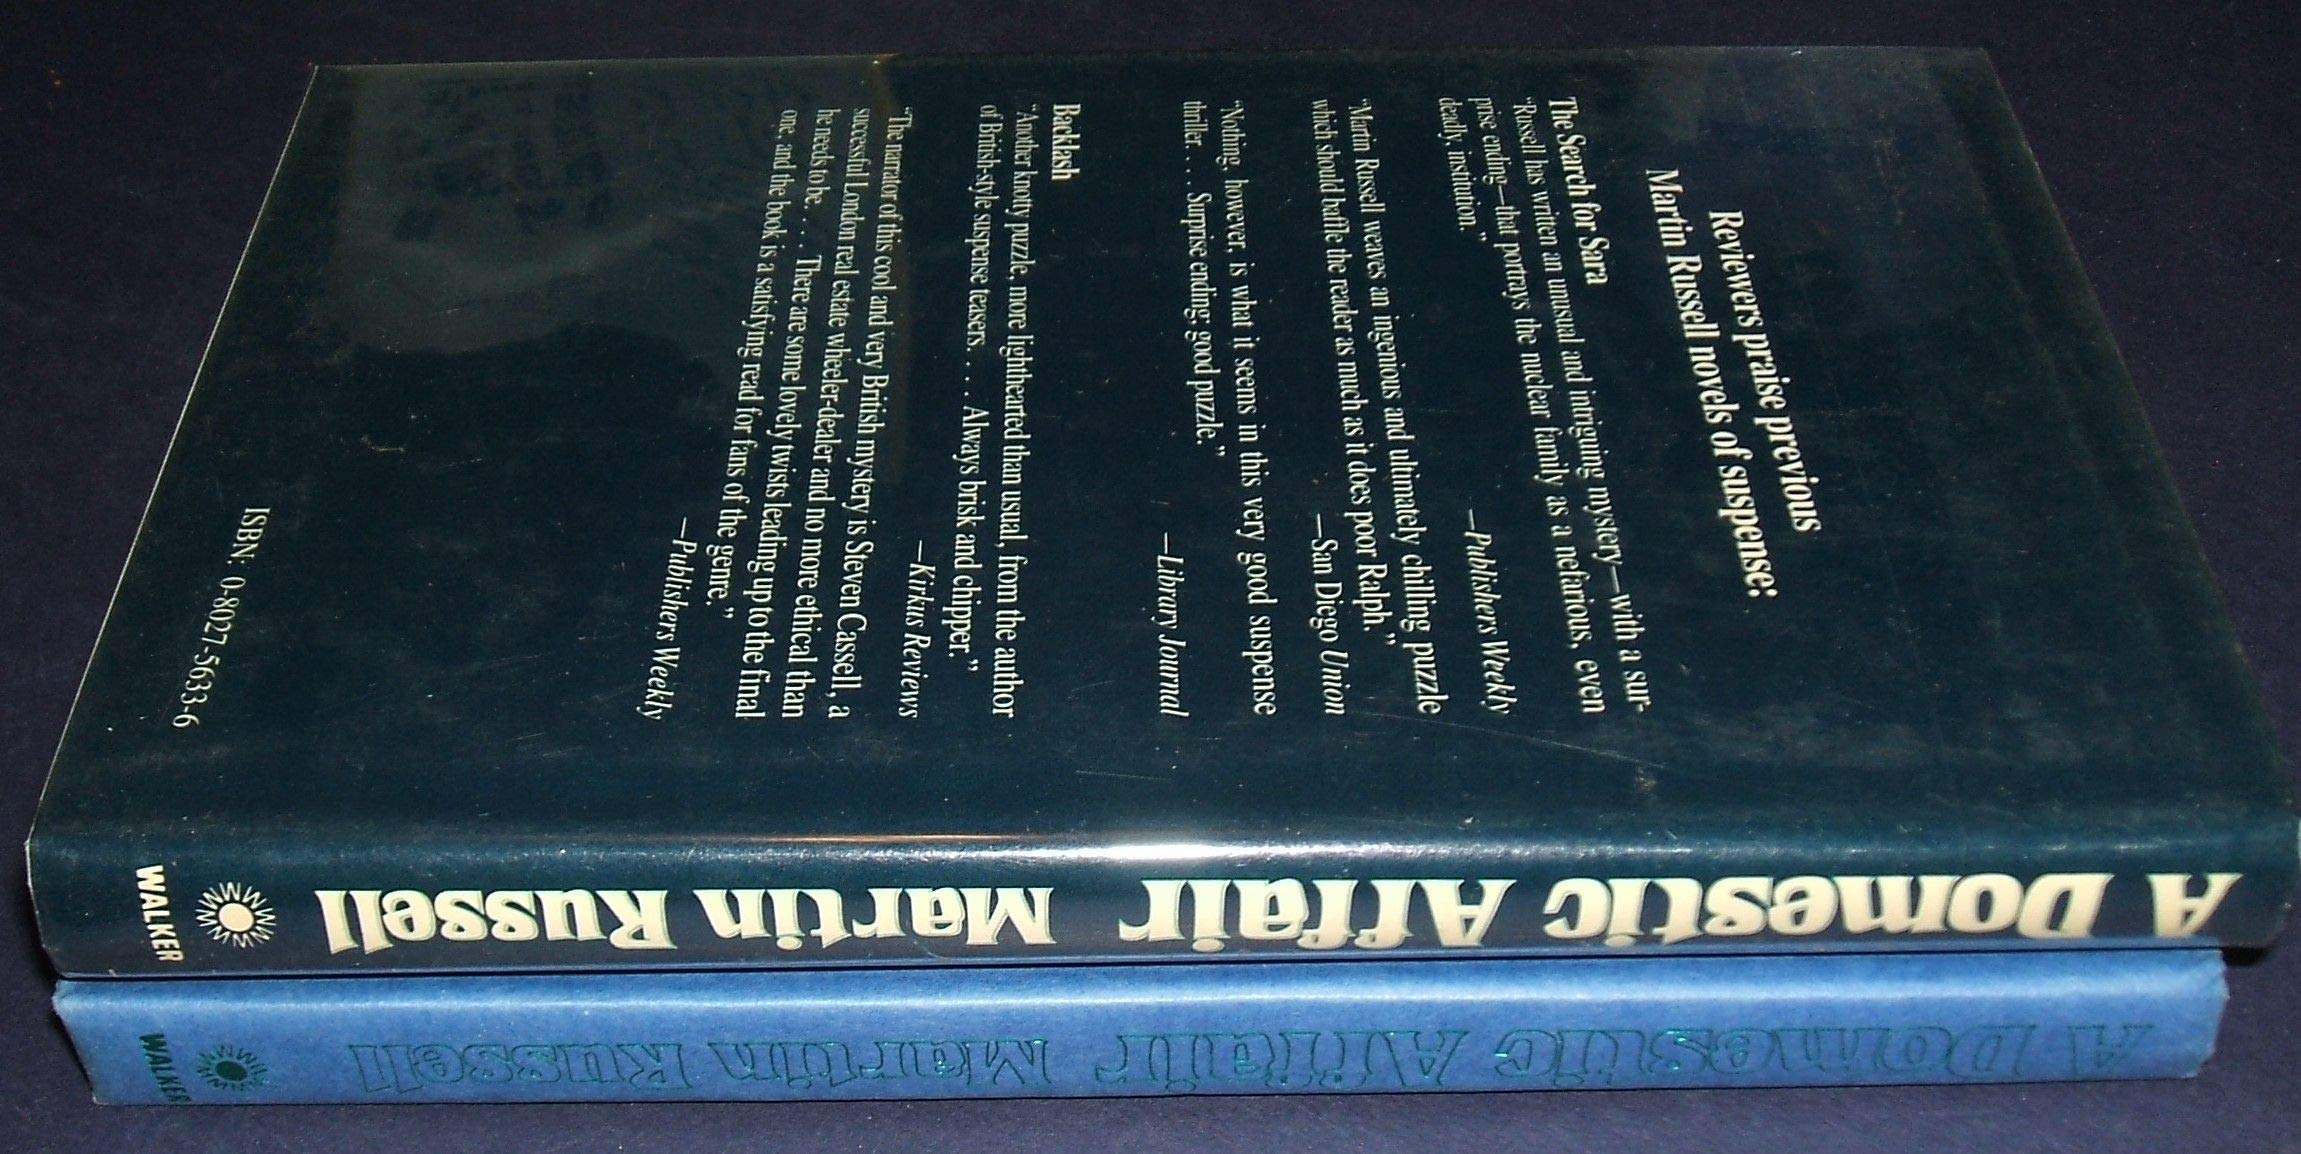 Reviewers praise previous
Martin Russell novels of suspense:
The Search for Sara
"Russell has written an unusual and intriguing mystery—with a sur-
prise ending—that portrays the nuclear family as a nefarious, even
deadly, institution."
—Publishers Weekly
"Martin Russell weaves an ingenious and ultimately chilling puzzle
which should baffle the reader as much as it does poor Ralph."
—San Diego Union
"Nothing, however, is what it seems in this very good suspense
thriller. . . . Surprise ending; good puzzle."
—Library Journal
Backlash
"Another knotty puzzle, more lighthearted than usual, from the author
of British-style suspense teasers. . . . Always brisk and chipper."
—Kirkus Reviews
"The narrator of this cool and very British mystery is Steven Cassell, a
successful London real estate wheeler-dealer and no more ethical than
he needs to be. . . . There are some lovely twists leading up to the final
one, and the book is a satisfying read for fans of the genre."
—Publishers Weekly
ISBN: 0-8027-5633-6
A Domestic Affair Martin Russell
WALKER
A Domestic Affair Martin Russell
WALKER